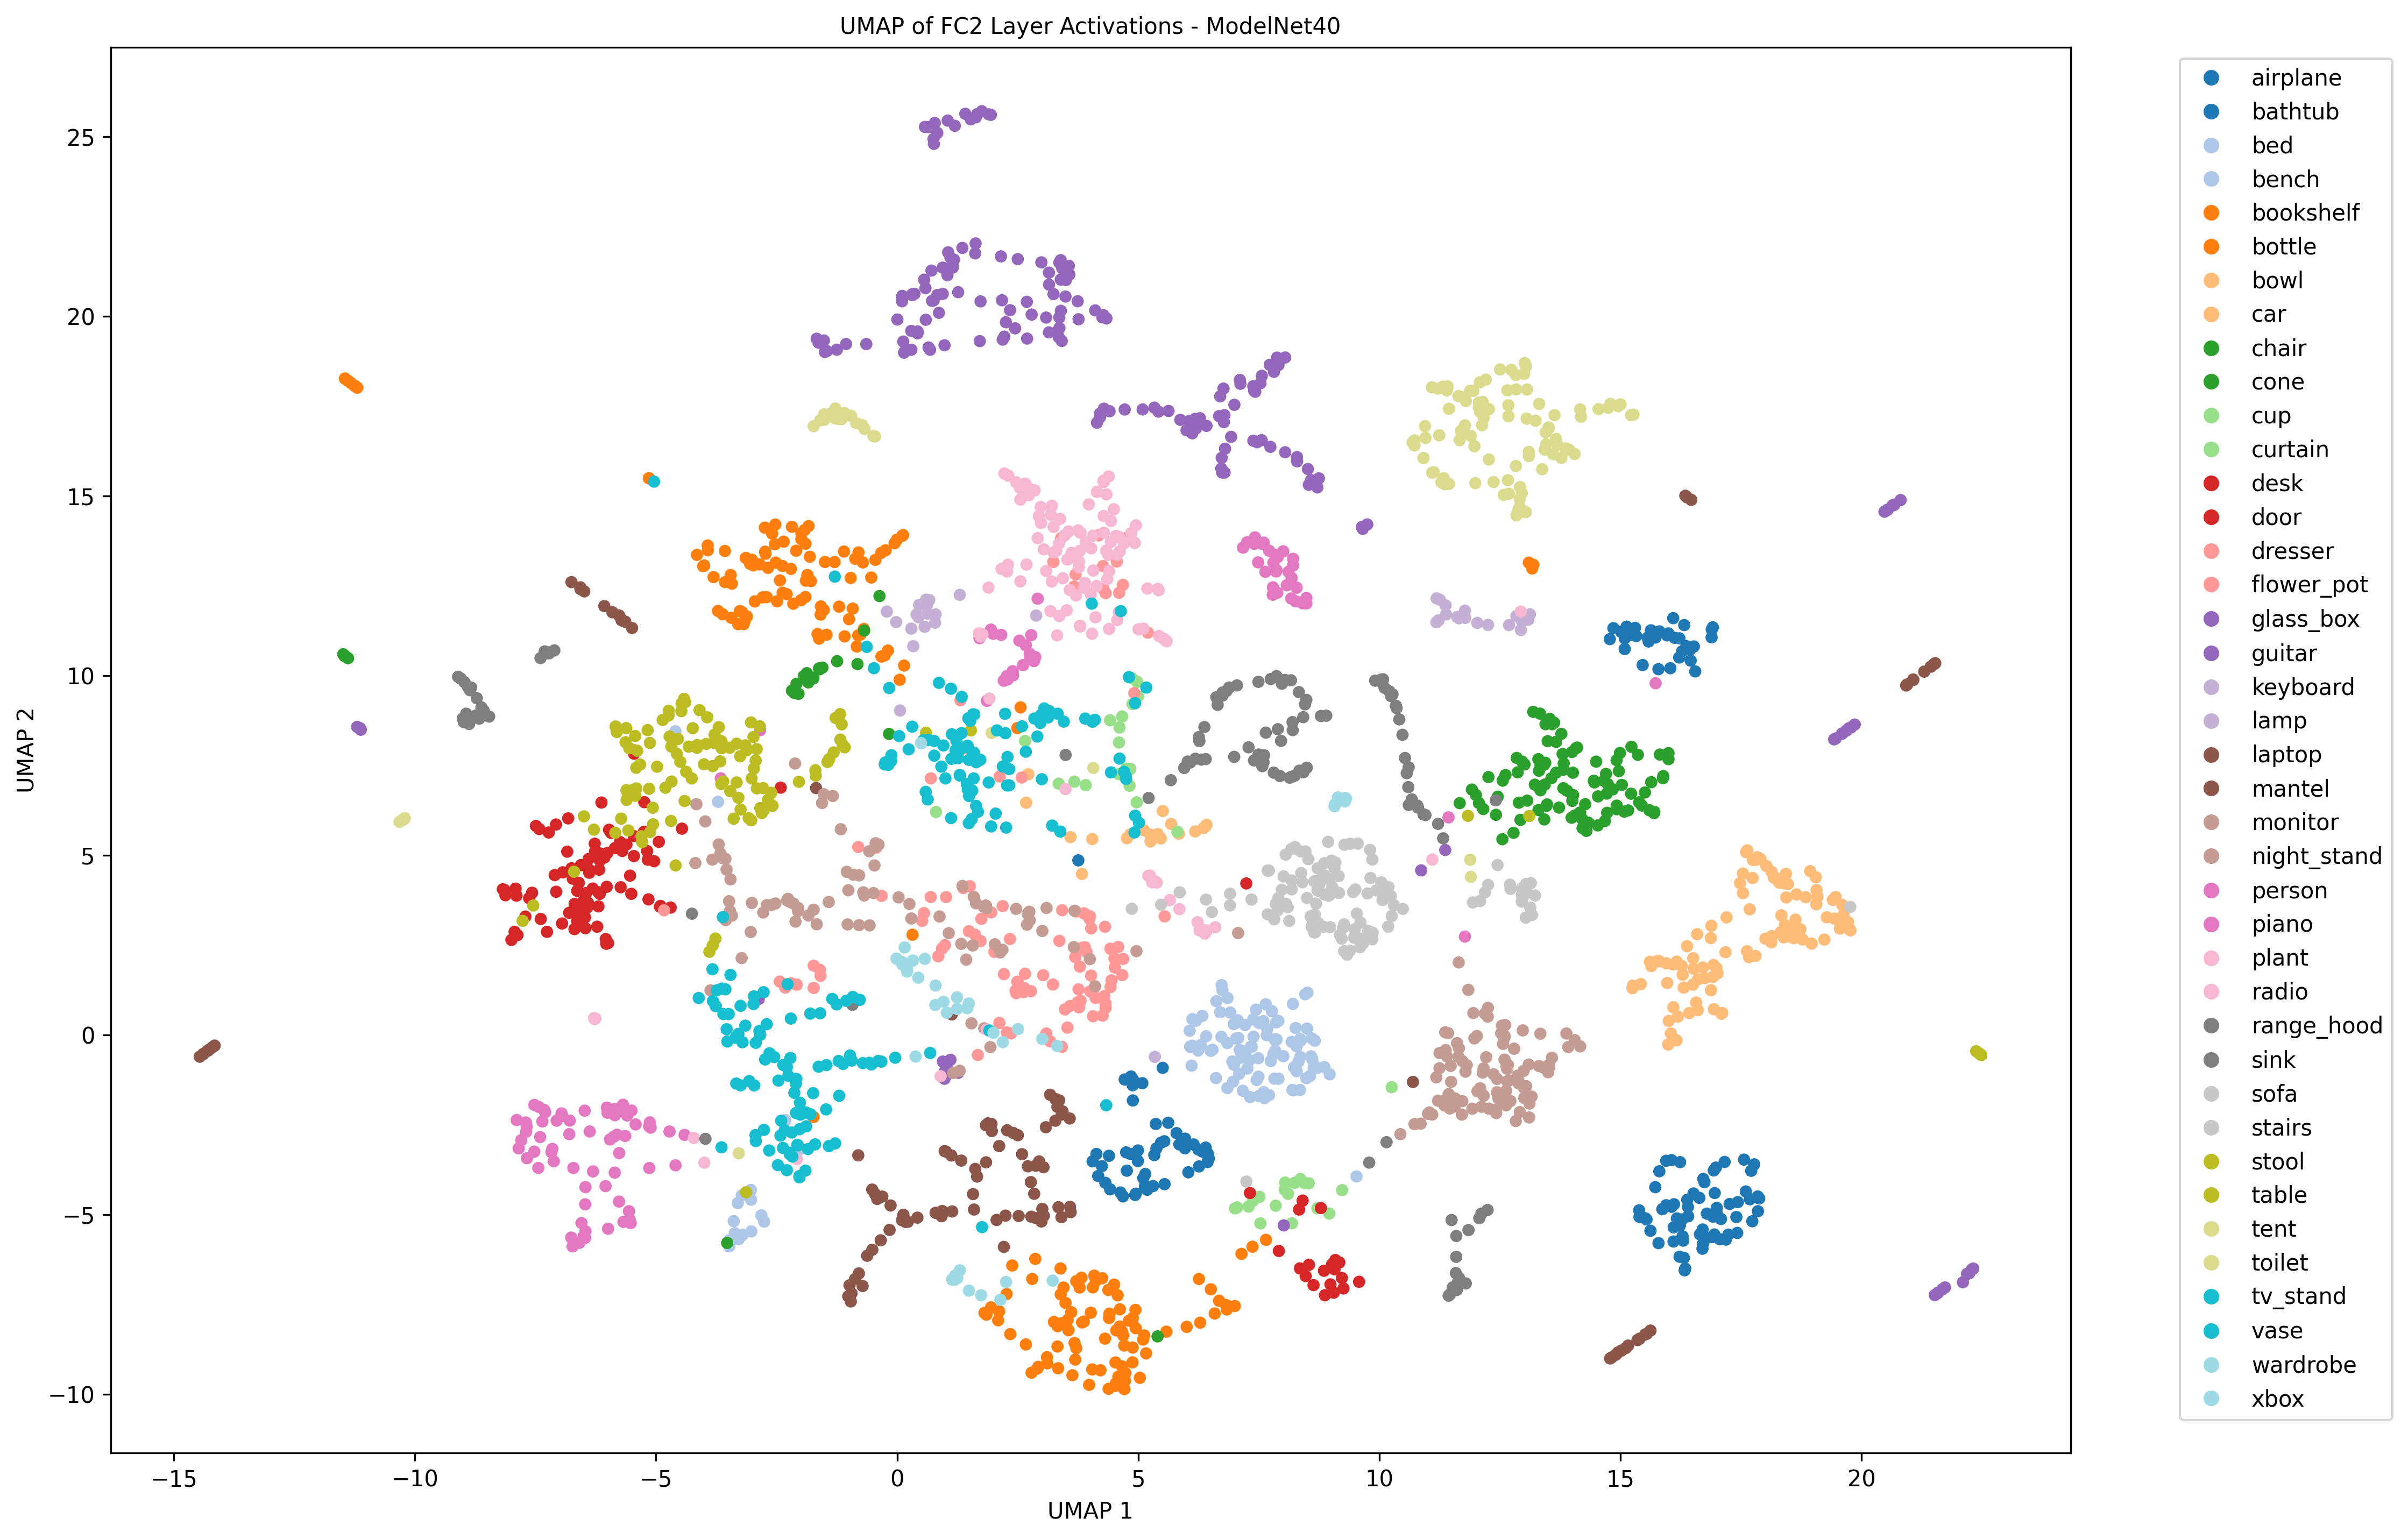 UMAP of FC2 Layer Activations - ModelNet40
25
20
15
10
5
0
−5
−10
UMAP 2
−15
−10
−5
0
5
10
15
20
UMAP 1
airplane
bathtub
bed
bench
bookshelf
bottle
bowl
car
chair
cone
cup
curtain
desk
door
dresser
flower_pot
glass_box
guitar
keyboard
lamp
laptop
mantel
monitor
night_stand
person
piano
plant
radio
range_hood
sink
sofa
stairs
stool
table
tent
toilet
tv_stand
vase
wardrobe
xbox